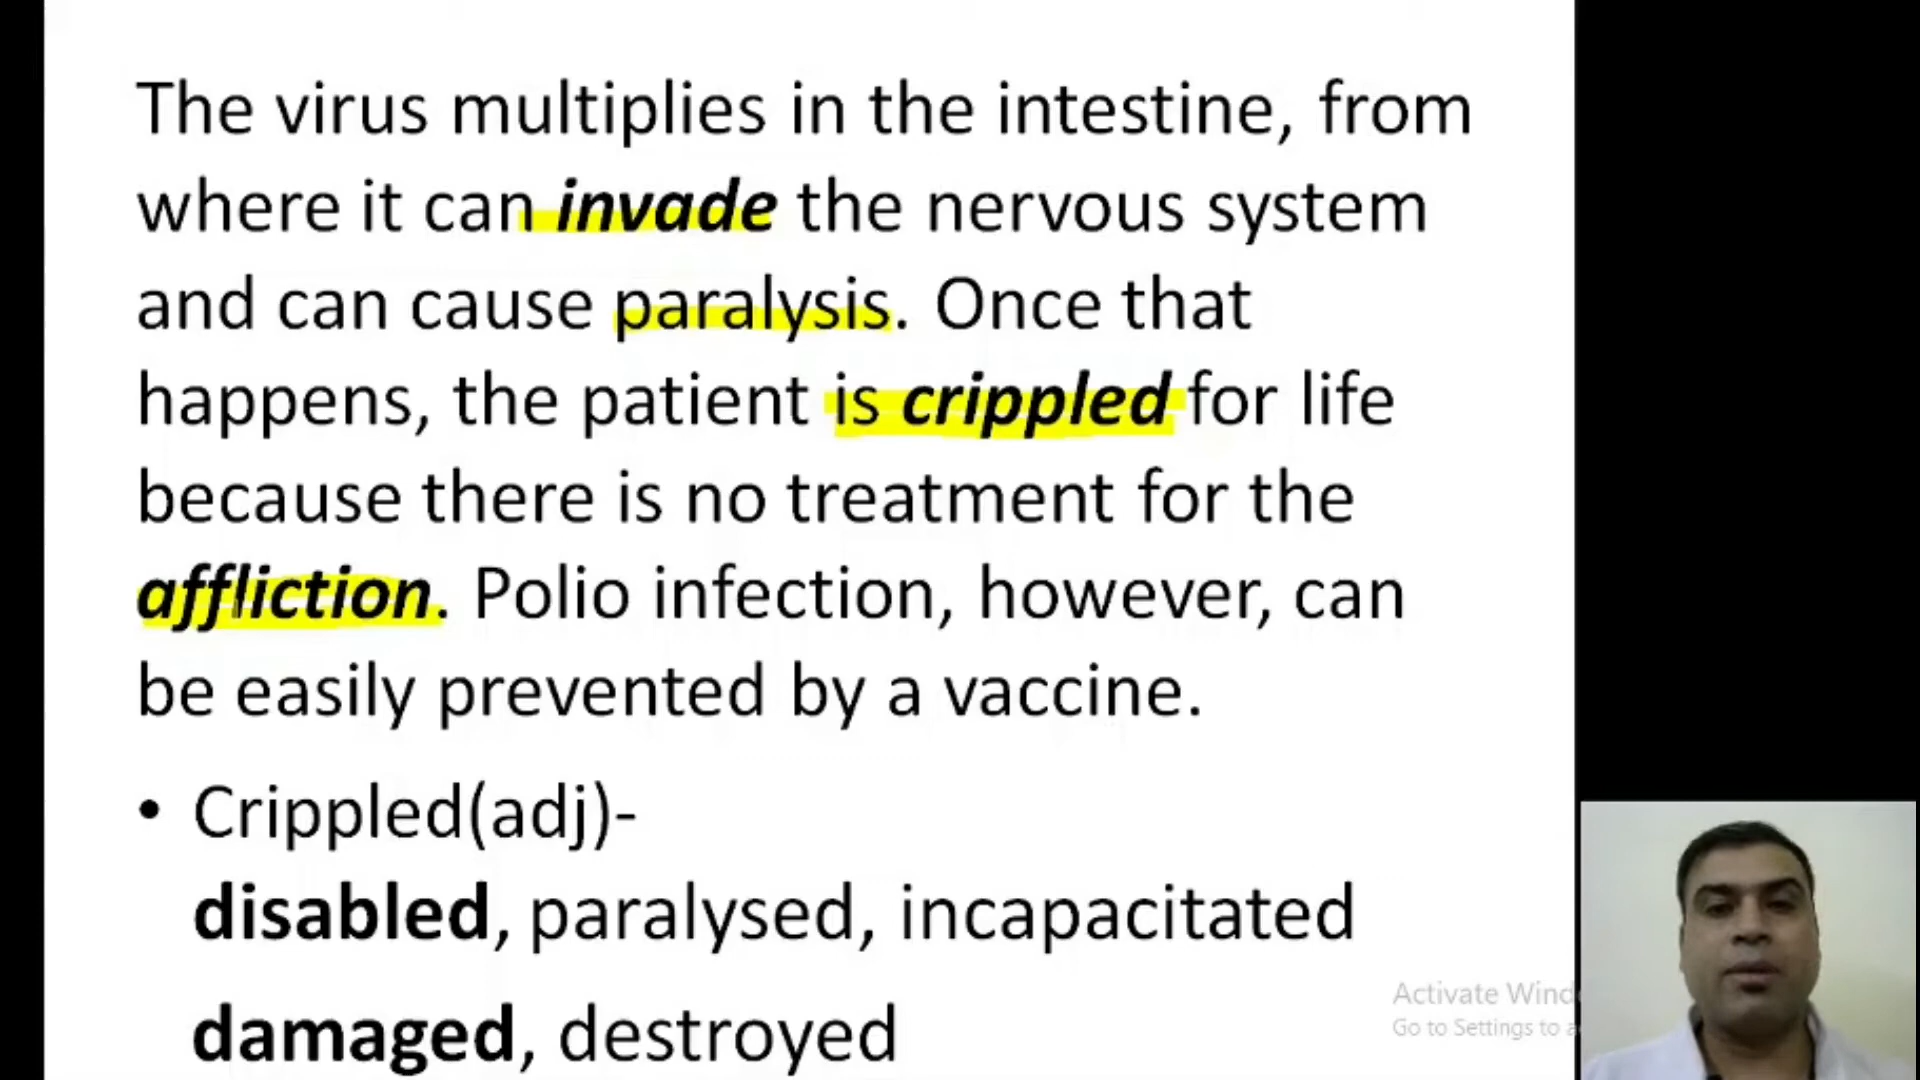 The virus multiplies in the intestine, from
where it can invade the nervous system
and can cause paralysis. Once that
happens, the patient is crippled for life
because there is no treatment for the
affliction. Polio infection, however, can
be easily prevented by a vaccine.
• Crippled(adj)-
disabled, paralysed, incapacitated
damaged, destroyed
Activate Wind
Go to Settings to a